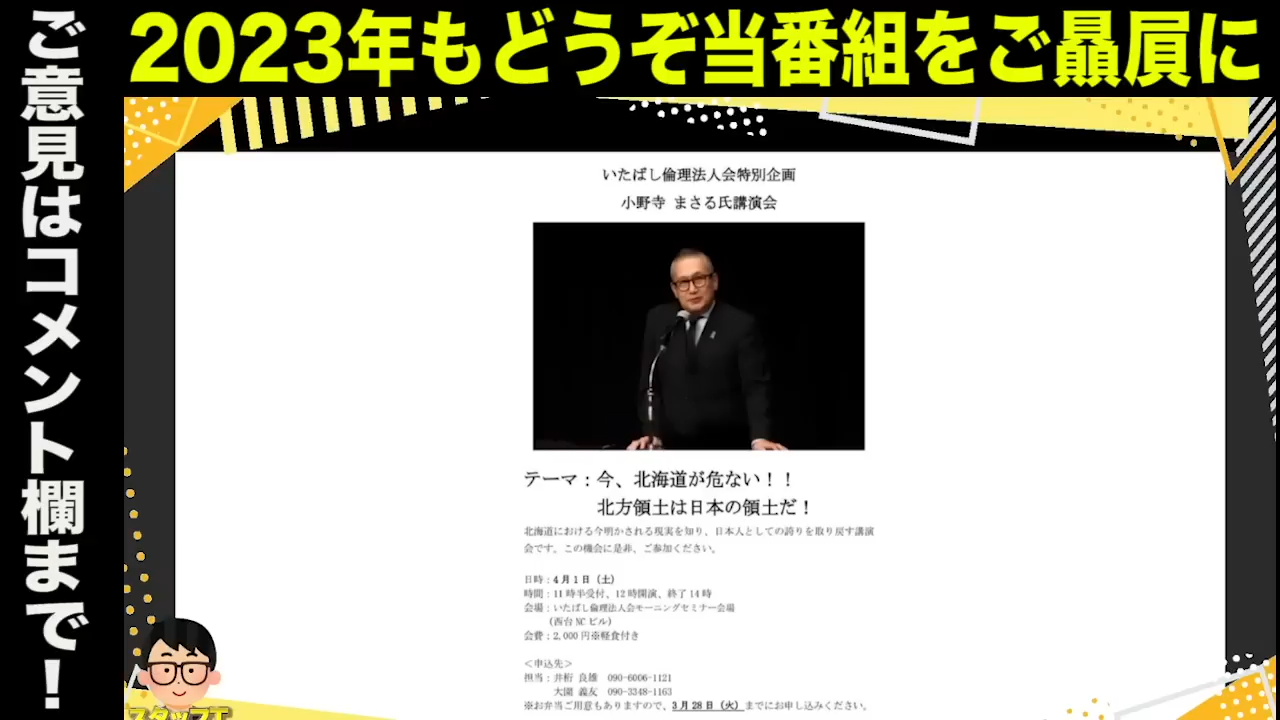 2023年もどうぞ当番組をご贔屓に
ご意見はコメント欄まで！
いたばし倫理法人会特別企画
小野寺 まさる氏講演会
テーマ：今、北海道が危ない！！
北方領土は日本の領土だ！
北海道における今明かされる現実を知り、日本人としての誇りを取り戻す講演
会です。この機会に是非、ご参加ください。
日時：4月1日（土）
時間：11時半受付、12時開演、終了14時
会場：いたばし倫理法人会モーニングセミナー会場
（西台NCビル）
会費：2,000円※軽食付き
＜申込先＞
担当：井桁 良雄 090-6006-1121
大園 義友 090-3348-1163
※お弁当ご用意もありますので、3月28日（火）までにお申し込みください。
スタッフT